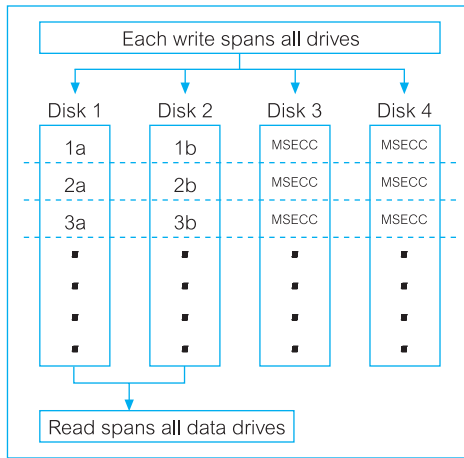 Each write spans all drives
Disk 1 Disk 2 Disk 3 Disk 4
1a 1b MSECC MSECC
2a 2b MSECC MSECC
3a 3b MSECC MSECC
Read spans all data drives